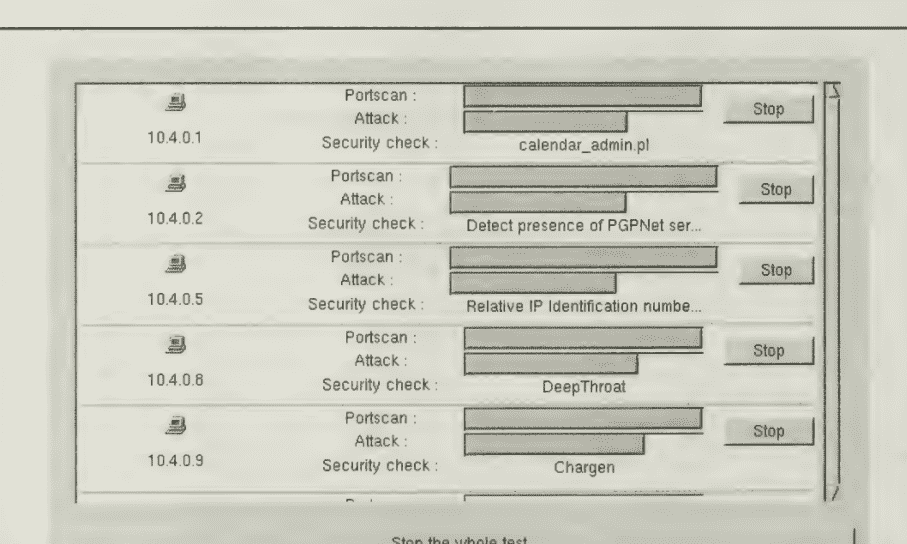 Portscan :
Attack :
10.4.0.1
Security check :
calendar_admin.pl
Stop
Portscan :
Attack :
10.4.0.2
Security check :
Detect presence of PGPNet ser...
Stop
Portscan :
Attack :
10.4.0.5
Security check :
Relative IP Identification numbe...
Stop
Portscan :
Attack :
10.4.0.8
Security check :
DeepThroat
Stop
Portscan :
Attack :
10.4.0.9
Security check :
Chargen
Stop
Stop the whole test